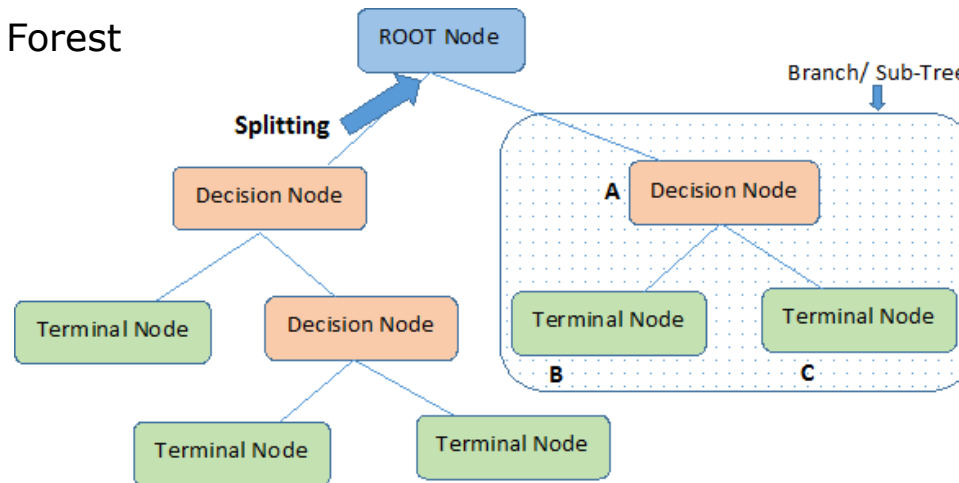 Forest
ROOT Node
Branch/ Sub-Tree
Splitting
Decision Node
A
Decision Node
Terminal Node
Decision Node
Terminal Node
Terminal Node
B
C
Terminal Node
Terminal Node